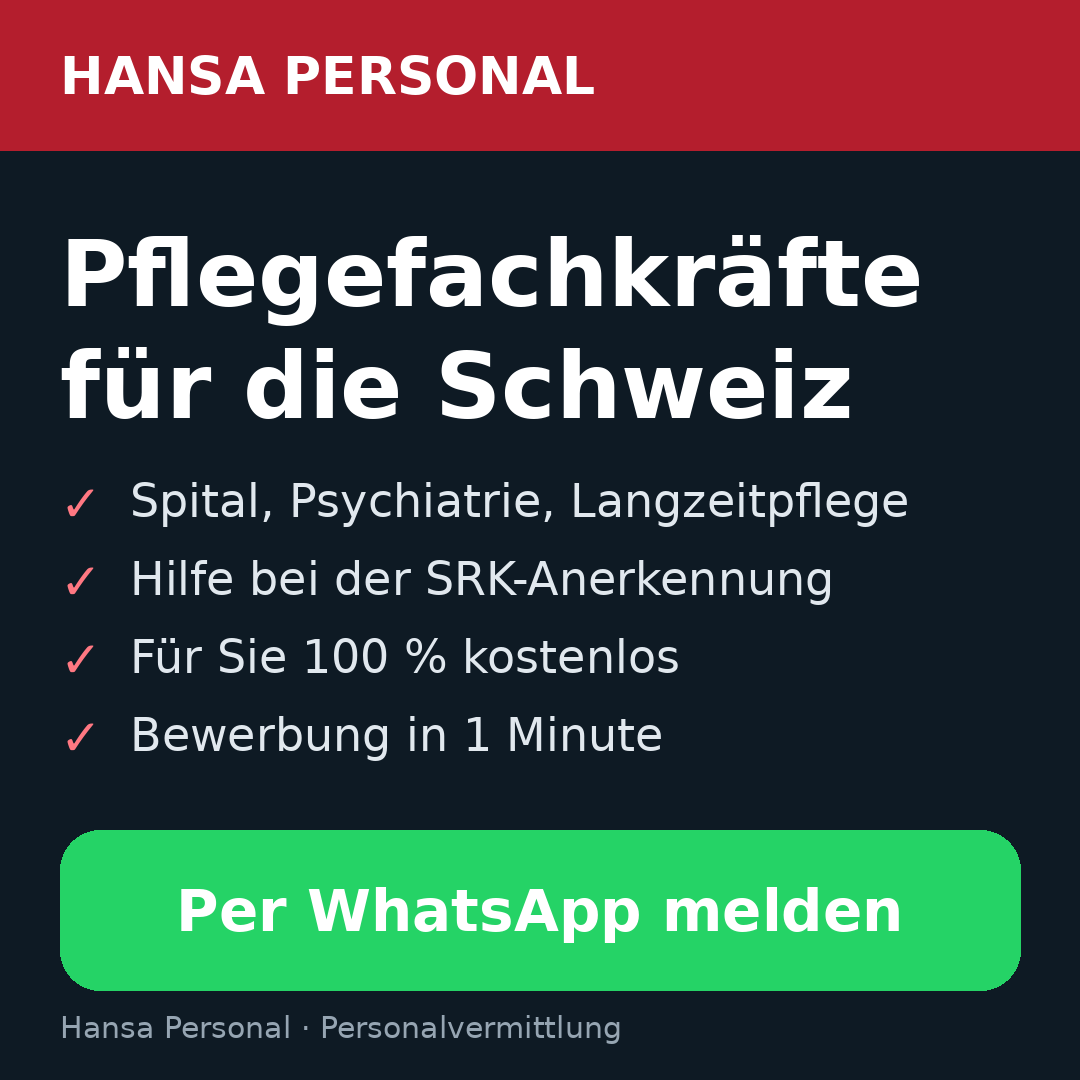 HANSA PERSONAL
Pflegefachkräfte
für die Schweiz
✓ Spital, Psychiatrie, Langzeitpflege
✓ Hilfe bei der SRK-Anerkennung
✓ Für Sie 100 % kostenlos
✓ Bewerbung in 1 Minute
Per WhatsApp melden
Hansa Personal · Personalvermittlung